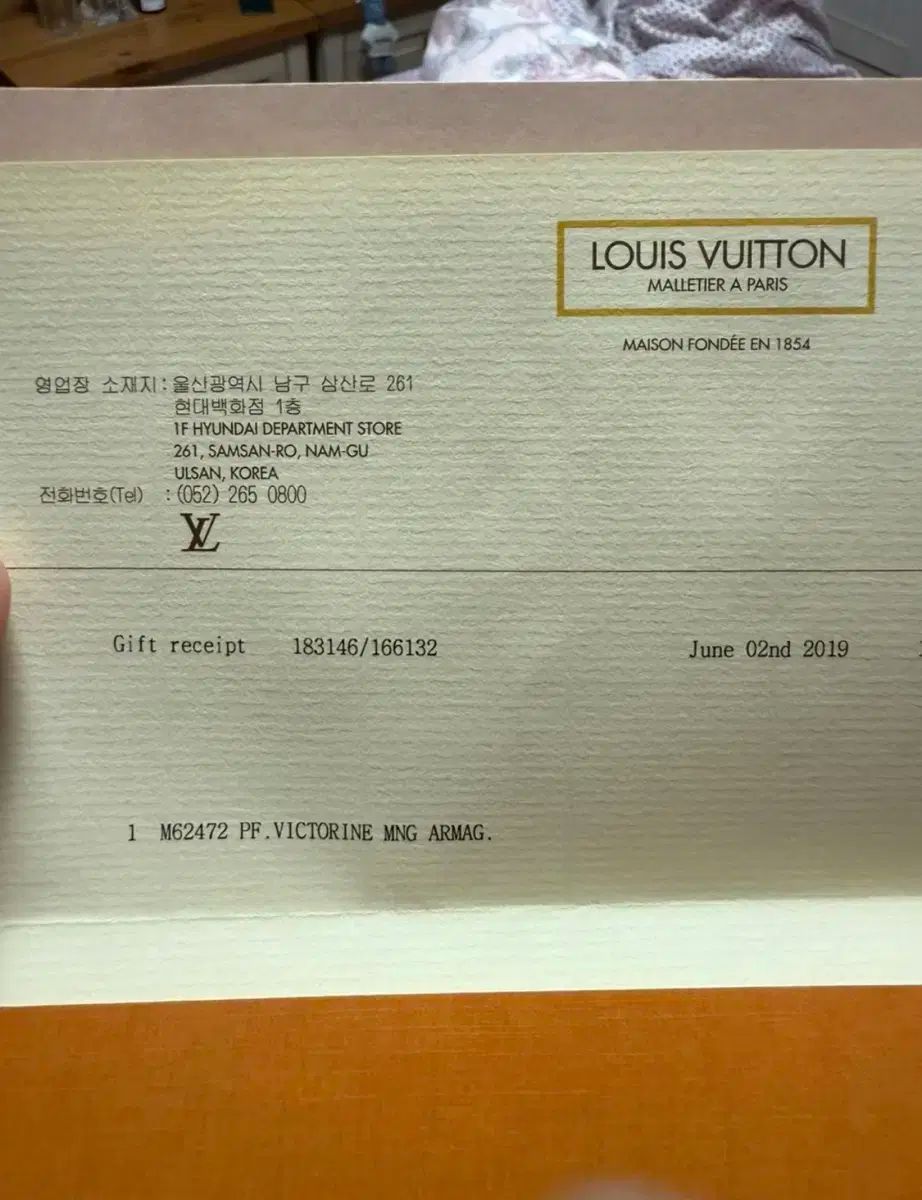 LOUIS VUITTON
MALLETIER A PARIS
MAISON FONDÉE EN 1854
영업장 소재지 : 울산광역시 남구 삼산로 261
현대백화점 1층
1F HYUNDAI DEPARTMENT STORE
261, SAMSAN-RO, NAM-GU
ULSAN, KOREA
전화번호(Tel) : (052) 265 0800
LV
Gift receipt 183146/166132 June 02nd 2019
1 M62472 PF.VICTORINE MNG ARMAG.